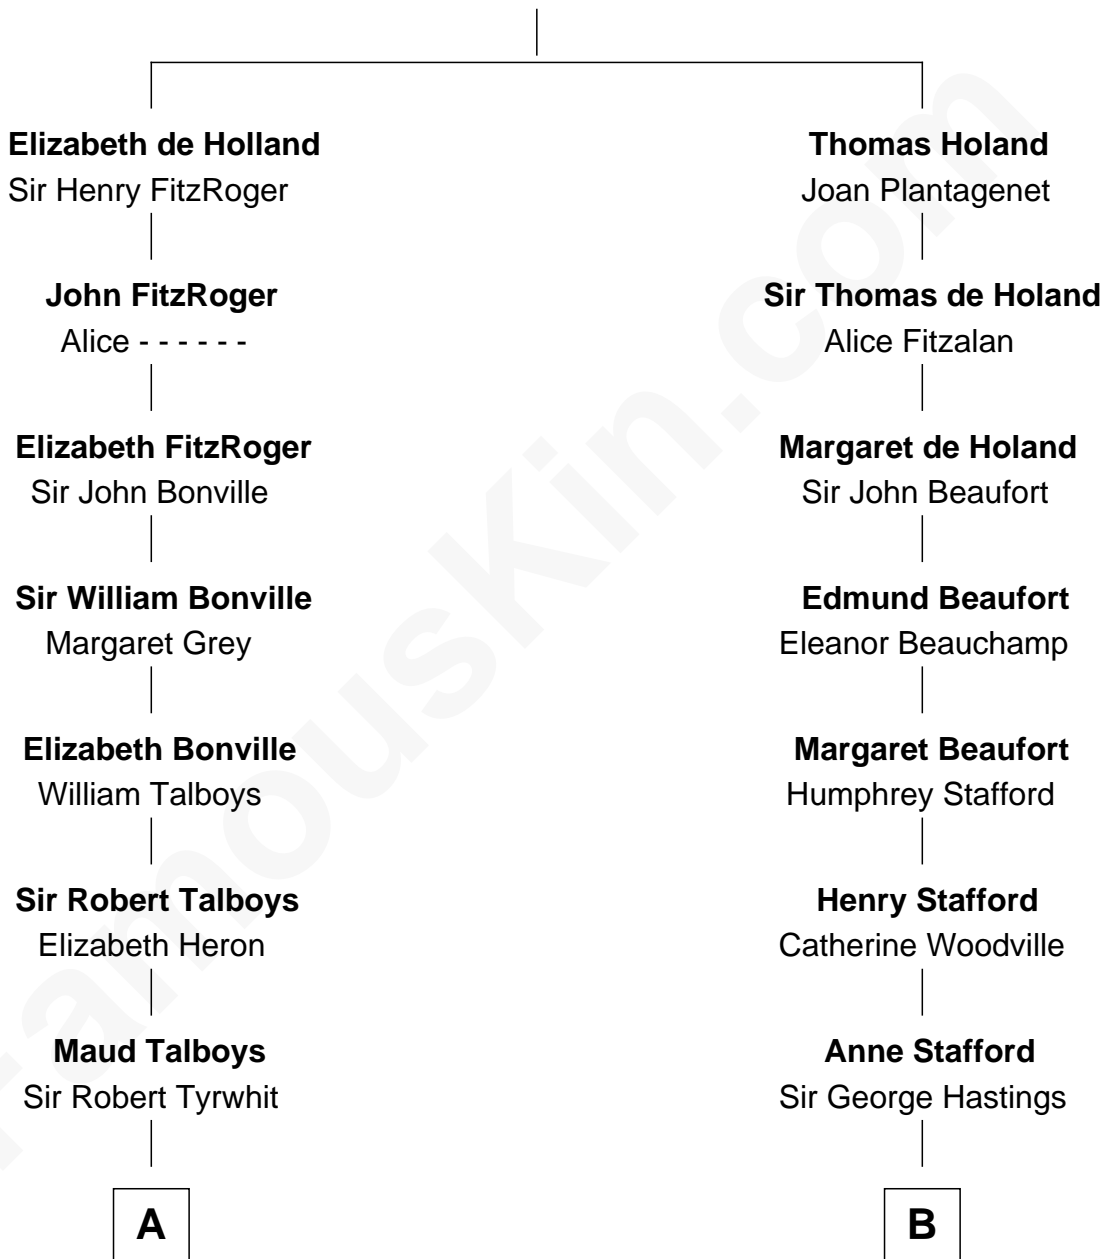 Elizabeth de Holland
Sir Henry FitzRoger
John FitzRoger
Alice - - - - - -
Elizabeth FitzRoger
Sir John Bonville
Sir William Bonville
Margaret Grey
Elizabeth Bonville
William Talboys
Sir Robert Talboys
Elizabeth Heron
Maud Talboys
Sir Robert Tyrwhit
A
Thomas Holand
Joan Plantagenet
Sir Thomas de Holand
Alice Fitzalan
Margaret de Holand
Sir John Beaufort
Edmund Beaufort
Eleanor Beauchamp
Margaret Beaufort
Humphrey Stafford
Henry Stafford
Catherine Woodville
Anne Stafford
Sir George Hastings
B
FamousKin.com